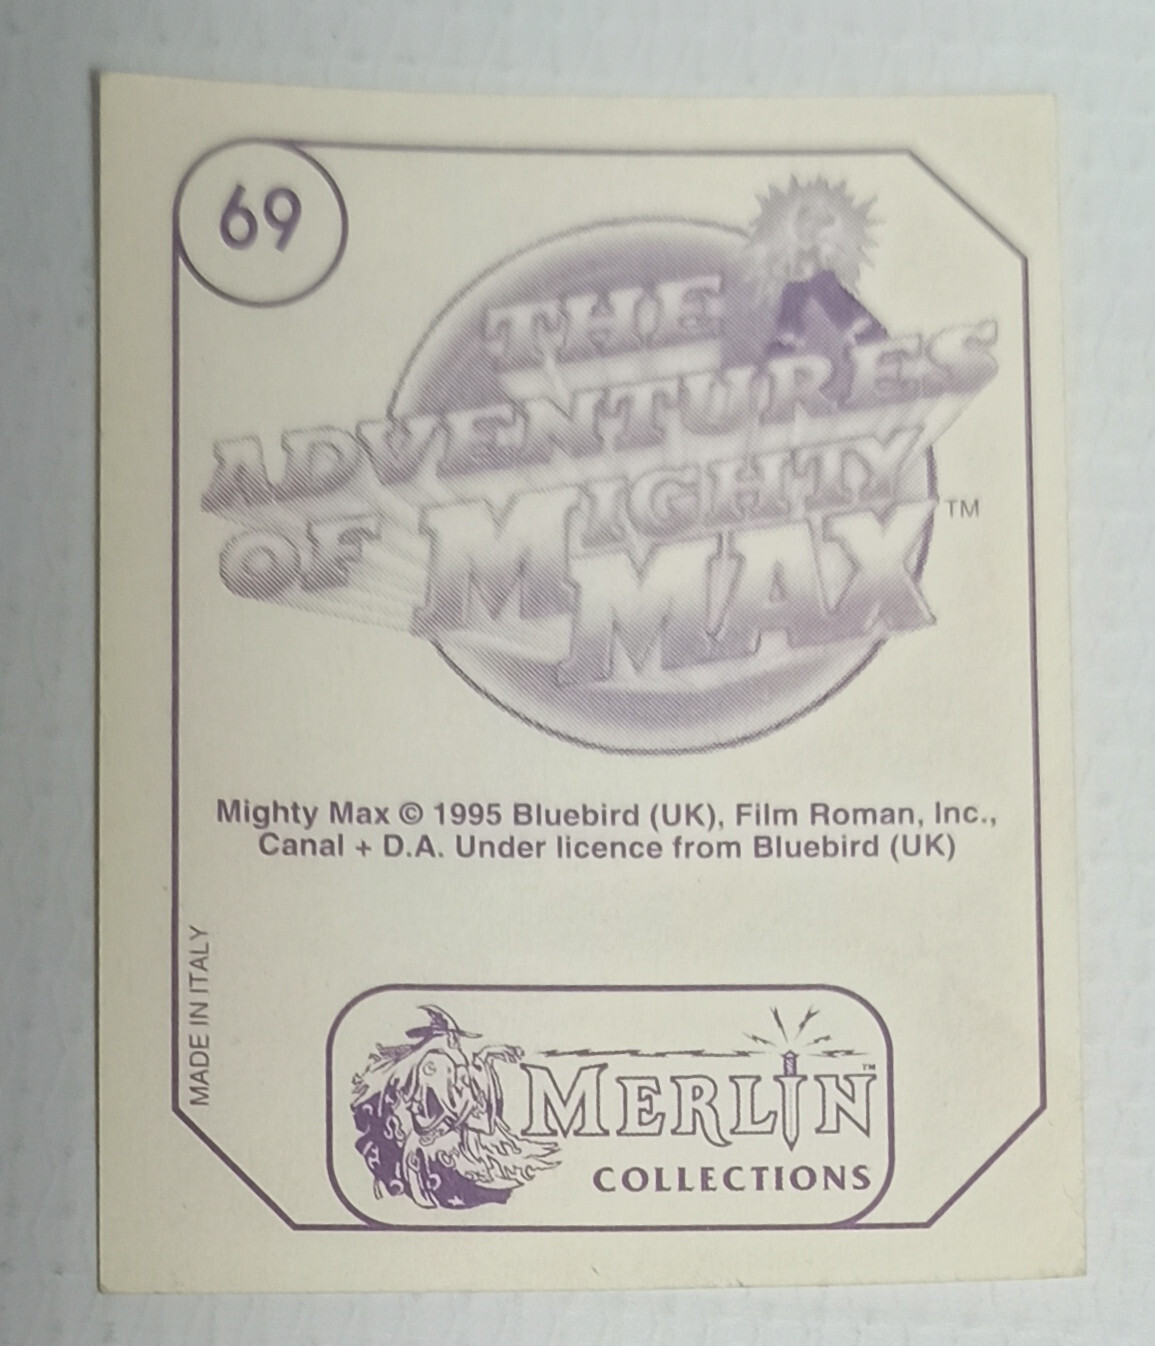 69
THE
ADVENTURES
OF MIGHTY
MAX
TM
Mighty Max © 1995 Bluebird (UK), Film Roman, Inc.,
Canal + D.A. Under licence from Bluebird (UK)
MADE IN ITALY
MERLIN™
COLLECTIONS